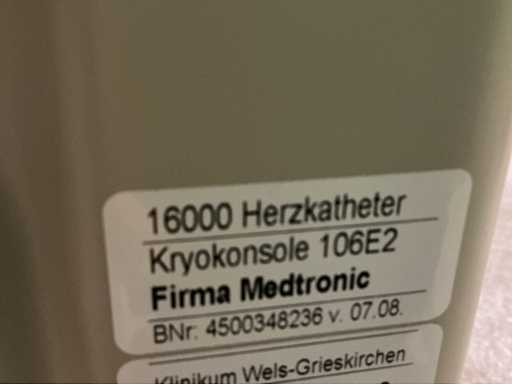 16000 Herzkatheter
Kryokonsole 106E2
Firma Medtronic
BNr. 4500348236 v. 07.08.
Klinikum Wels-Grieskirchen